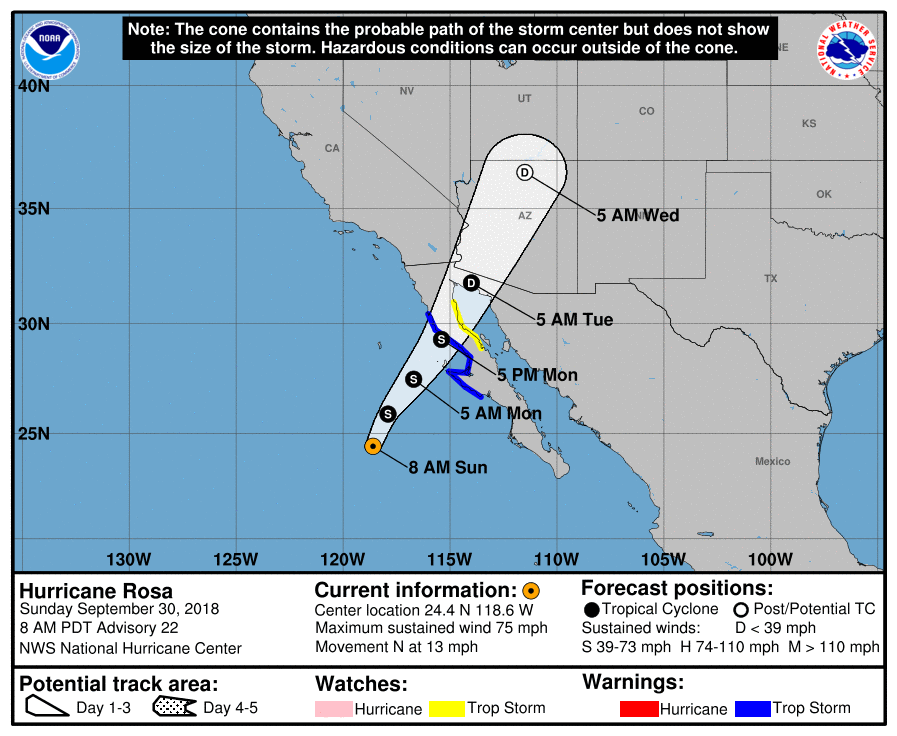 Note: The cone contains the probable path of the storm center but does not show
the size of the storm. Hazardous conditions can occur outside of the cone.
NOAA
NATIONAL WEATHER SERVICE
NE
40N
NV
UT
CO
KS
CA
35N
AZ
NM
OK
5 AM Wed
TX
30N
D
5 AM Tue
S
5 PM Mon
S
5 AM Mon
S
25N
8 AM Sun
Mexico
D
130W 125W 120W 115W 110W 105W 100W
Hurricane Rosa
Sunday September 30, 2018
8 AM PDT Advisory 22
NWS National Hurricane Center
Current information:
Center location 24.4 N 118.6 W
Maximum sustained wind 75 mph
Movement N at 13 mph
Forecast positions:
Tropical Cyclone Post/Potential TC
Sustained winds: D < 39 mph
S 39-73 mph H 74-110 mph M > 110 mph
Potential track area:
Day 1-3 Day 4-5
Watches:
Hurricane Trop Storm
Warnings:
Hurricane Trop Storm